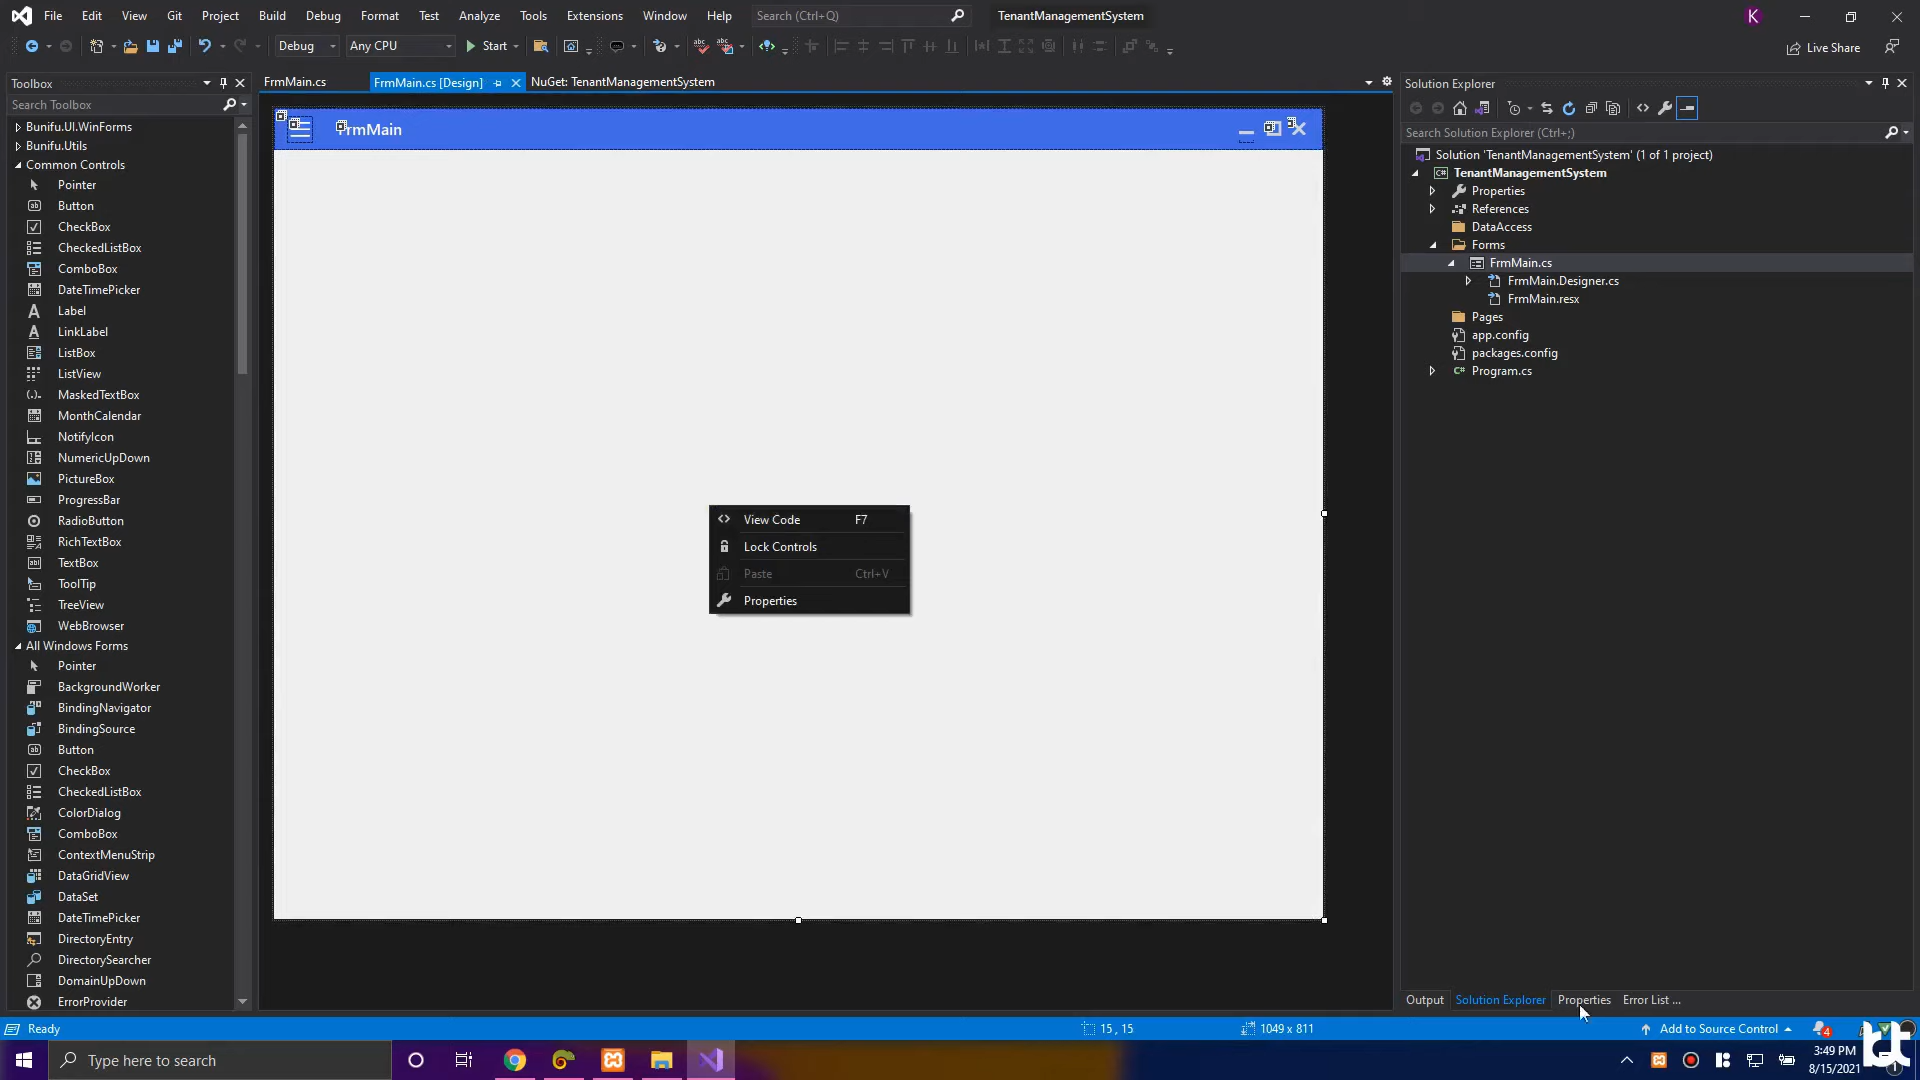 File Edit View Git Project Build Debug Format Test Analyze Tools Extensions Window Help Search (Ctrl+Q) TenantManagementSystem K
Debug Any CPU Start Live Share
Toolbox
Search Toolbox
Bunifu.UI.WinForms
Bunifu.Utils
Common Controls
Pointer
Button
CheckBox
CheckedListBox
ComboBox
DateTimePicker
Label
LinkLabel
ListBox
ListView
MaskedTextBox
MonthCalendar
NotifyIcon
NumericUpDown
PictureBox
ProgressBar
RadioButton
RichTextBox
TextBox
ToolTip
TreeView
WebBrowser
All Windows Forms
Pointer
BackgroundWorker
BindingNavigator
BindingSource
Button
CheckBox
CheckedListBox
ColorDialog
ComboBox
ContextMenuStrip
DataGridView
DataSet
DateTimePicker
DirectoryEntry
DirectorySearcher
DomainUpDown
ErrorProvider
FrmMain.cs FrmMain.cs [Design] NuGet: TenantManagementSystem
FrmMain
View Code F7
Lock Controls
Paste Ctrl+V
Properties
Solution Explorer
Search Solution Explorer (Ctrl+;)
Solution 'TenantManagementSystem' (1 of 1 project)
TenantManagementSystem
Properties
References
DataAccess
Forms
FrmMain.cs
FrmMain.Designer.cs
FrmMain.resx
Pages
app.config
packages.config
Program.cs
Output Solution Explorer Properties Error List ...
Ready 15 , 15 1049 x 811 Add to Source Control 4
Type here to search
3:49 PM
8/15/2021
1